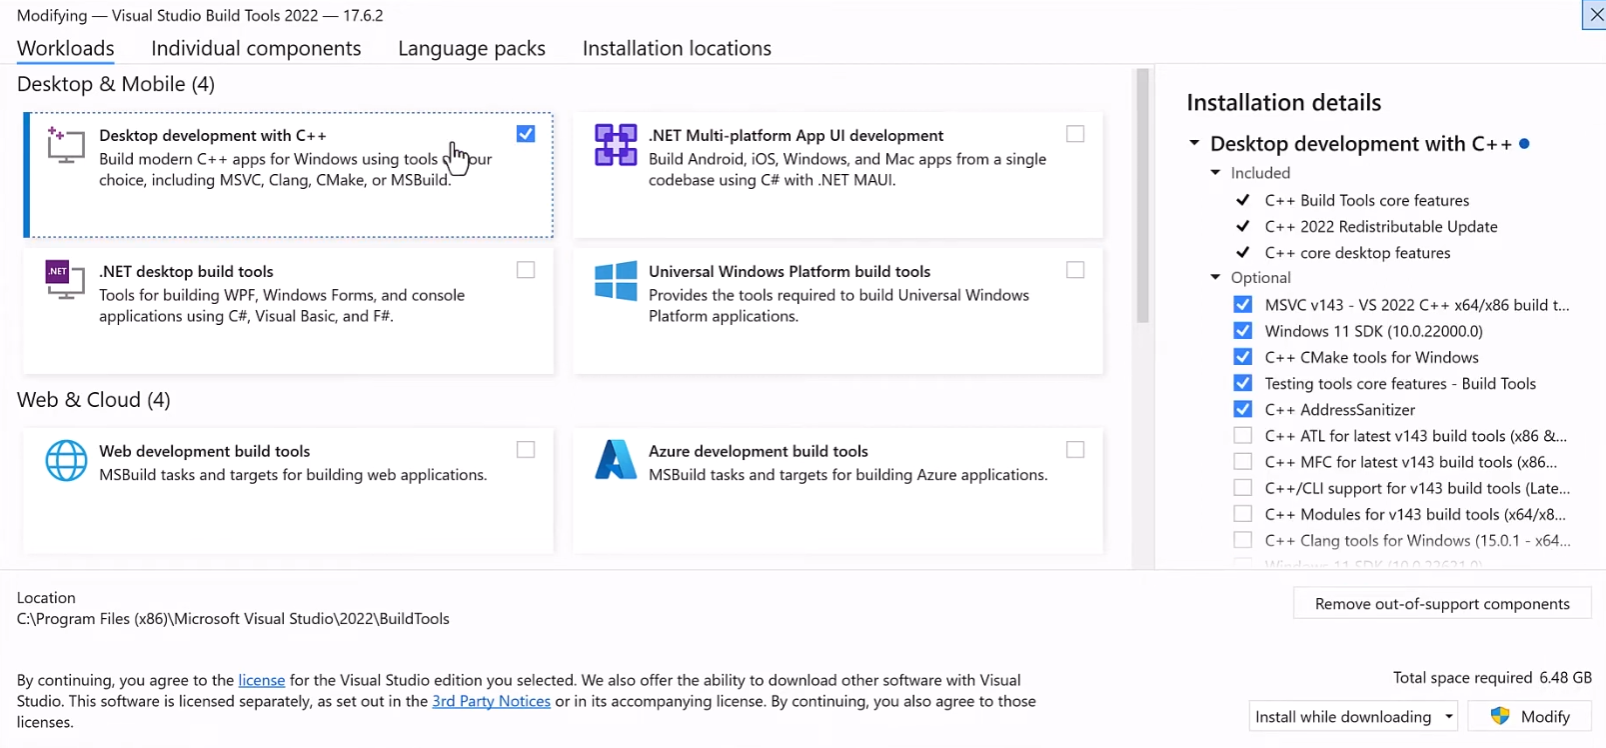 Modifying — Visual Studio Build Tools 2022 — 17.6.2
Workloads
Individual components
Language packs
Installation locations
Desktop & Mobile (4)
Desktop development with C++
Build modern C++ apps for Windows using tools of your
choice, including MSVC, Clang, CMake, or MSBuild.
.NET Multi-platform App UI development
Build Android, iOS, Windows, and Mac apps from a single
codebase using C# with .NET MAUI.
.NET
.NET desktop build tools
Tools for building WPF, Windows Forms, and console
applications using C#, Visual Basic, and F#.
Universal Windows Platform build tools
Provides the tools required to build Universal Windows
Platform applications.
Web & Cloud (4)
Web development build tools
MSBuild tasks and targets for building web applications.
Azure development build tools
MSBuild tasks and targets for building Azure applications.
Installation details
Desktop development with C++
Included
C++ Build Tools core features
C++ 2022 Redistributable Update
C++ core desktop features
Optional
MSVC v143 - VS 2022 C++ x64/x86 build t...
Windows 11 SDK (10.0.22000.0)
C++ CMake tools for Windows
Testing tools core features - Build Tools
C++ AddressSanitizer
C++ ATL for latest v143 build tools (x86 &...
C++ MFC for latest v143 build tools (x86...
C++/CLI support for v143 build tools (Late...
C++ Modules for v143 build tools (x64/x8...
C++ Clang tools for Windows (15.0.1 - x64...
Windows 11 SDK
Location
C:\Program Files (x86)\Microsoft Visual Studio\2022\BuildTools
Remove out-of-support components
By continuing, you agree to the license for the Visual Studio edition you selected. We also offer the ability to download other software with Visual
Studio. This software is licensed separately, as set out in the 3rd Party Notices or in its accompanying license. By continuing, you also agree to those
licenses.
Total space required 6.48 GB
Install while downloading
Modify